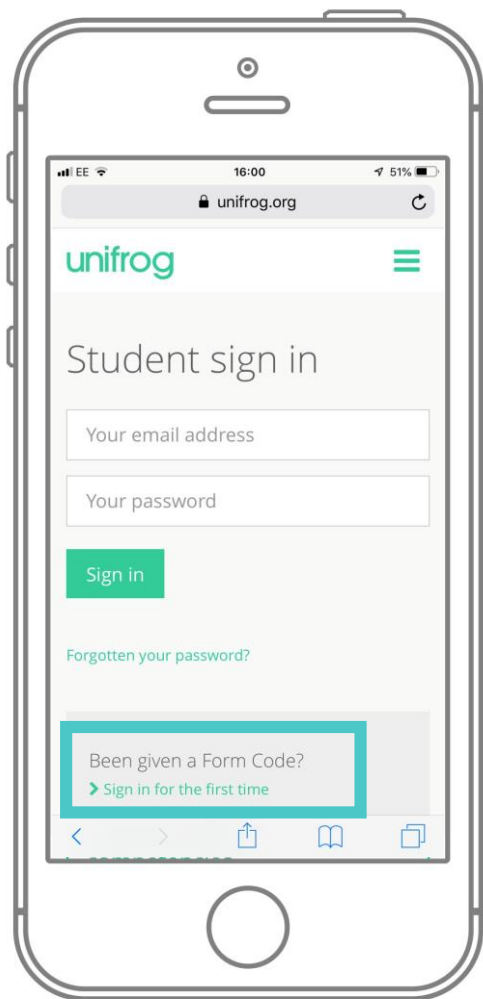 EE 16:00 51%
unifrog.org
unifrog
Student sign in
Your email address
Your password
Sign in
Forgotten your password?
Been given a Form Code?
Sign in for the first time